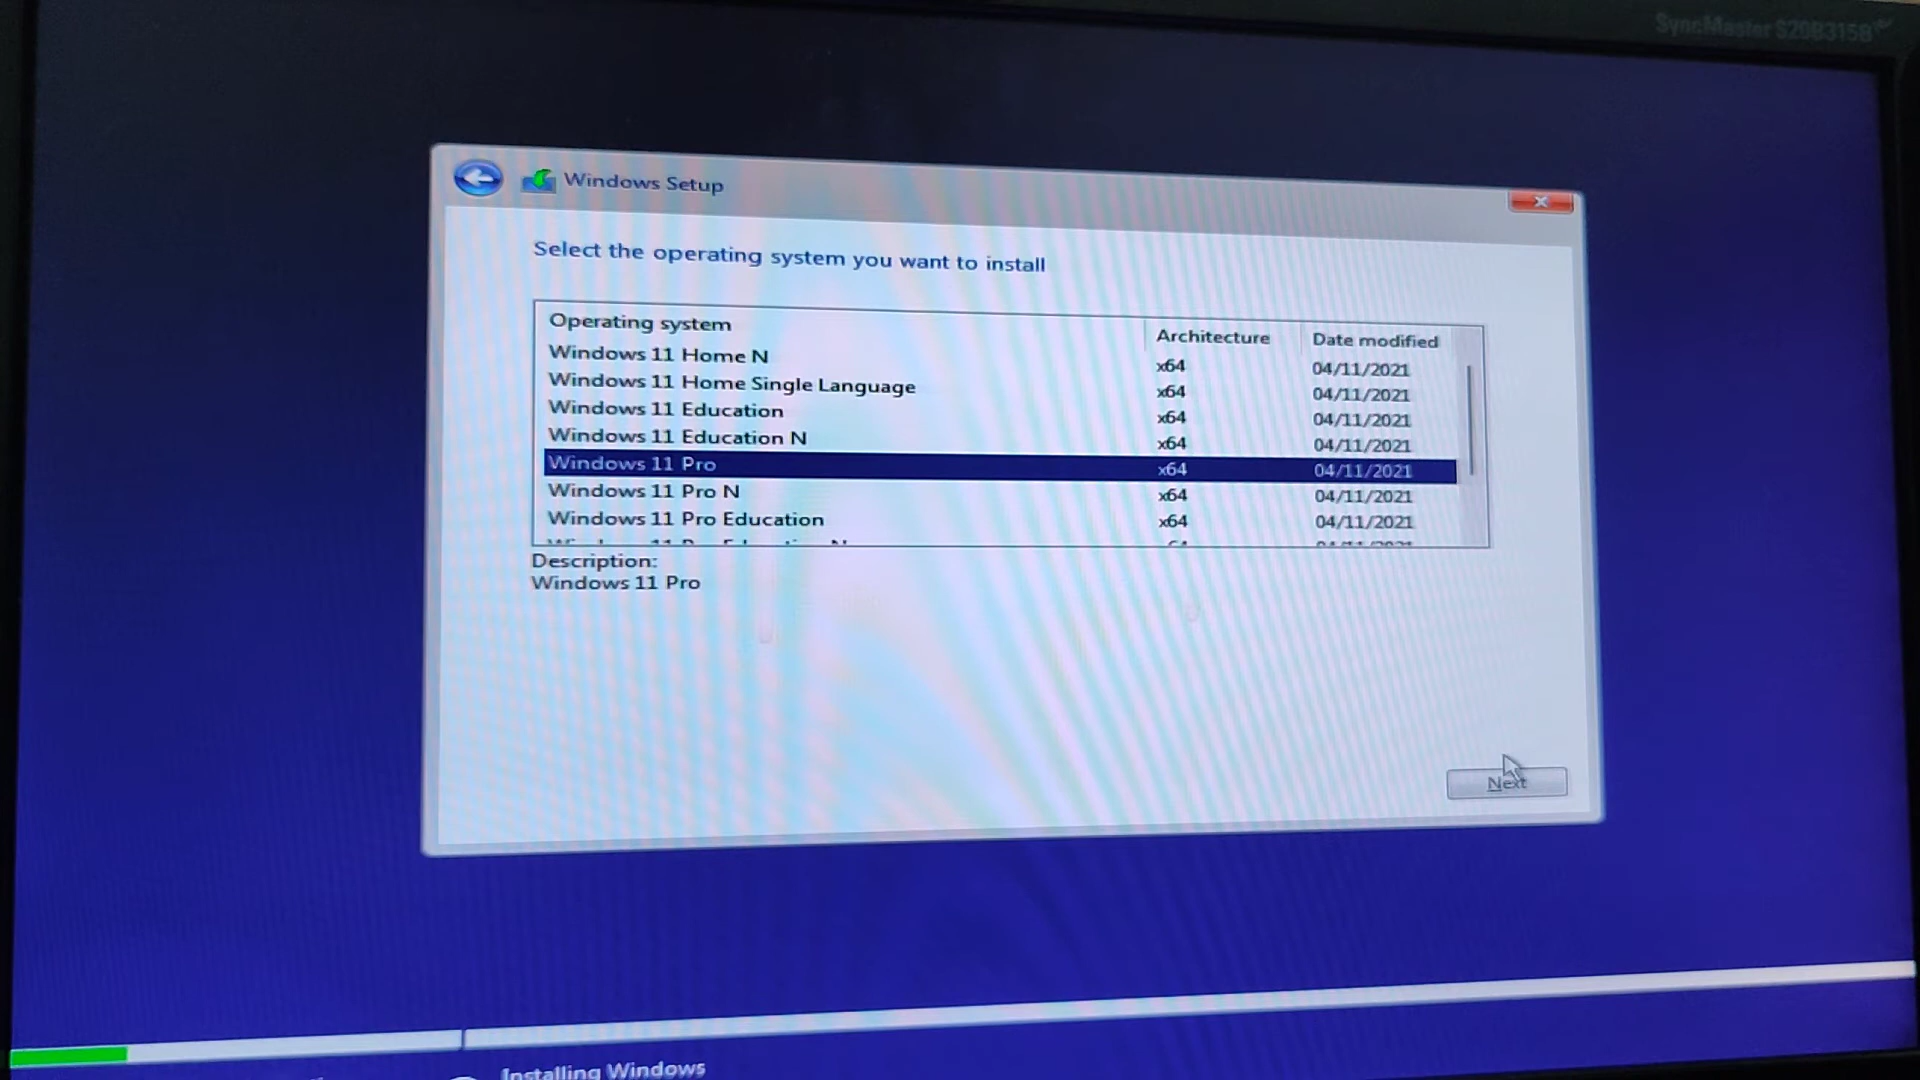 SyncMaster S20B315B
Windows Setup
Select the operating system you want to install
Operating system Architecture Date modified
Windows 11 Home N x64 04/11/2021
Windows 11 Home Single Language x64 04/11/2021
Windows 11 Education x64 04/11/2021
Windows 11 Education N x64 04/11/2021
Windows 11 Pro x64 04/11/2021
Windows 11 Pro N x64 04/11/2021
Windows 11 Pro Education x64 04/11/2021
Description:
Windows 11 Pro
Next
Installing Windows